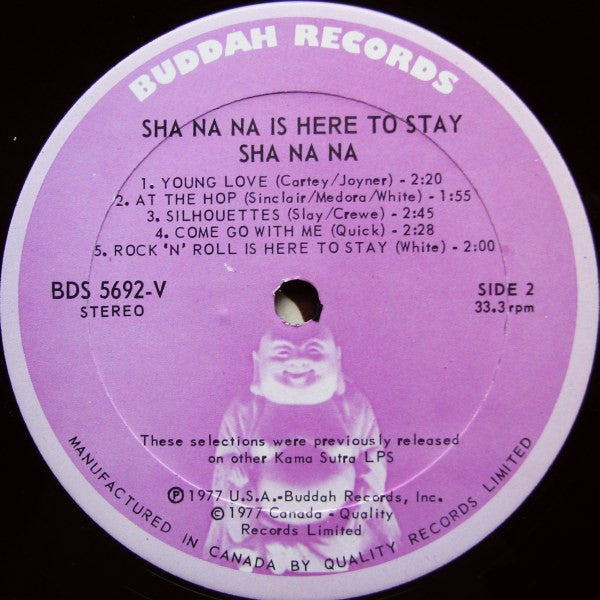 BUDDAH RECORDS
SHA NA NA IS HERE TO STAY
SHA NA NA
1. YOUNG LOVE (Cartey/Joyner) - 2:20
2. AT THE HOP (Sinclair/Medora/White) - 1:55
3. SILHOUETTES (Slay/Crewe) - 2:45
4. COME GO WITH ME (Quick) - 2:28
5. ROCK 'N' ROLL IS HERE TO STAY (White) - 2:00
BDS 5692-V
STEREO
SIDE 2
33.3 rpm
These selections were previously released
on other Kama Sutra LPS
Ⓟ 1977 U.S.A.-Buddah Records, Inc.
© 1977 Canada - Quality
Records Limited
MANUFACTURED IN CANADA BY QUALITY RECORDS LIMITED